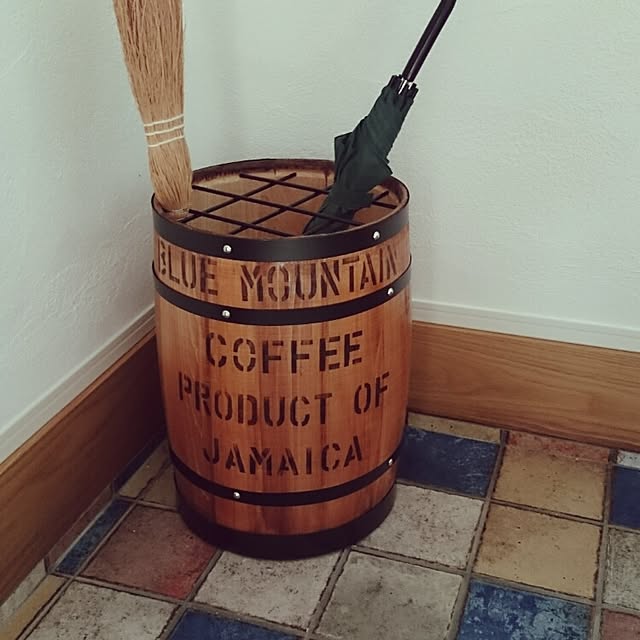 BLUE MOUNTAIN
COFFEE
PRODUCT OF
JAMAICA